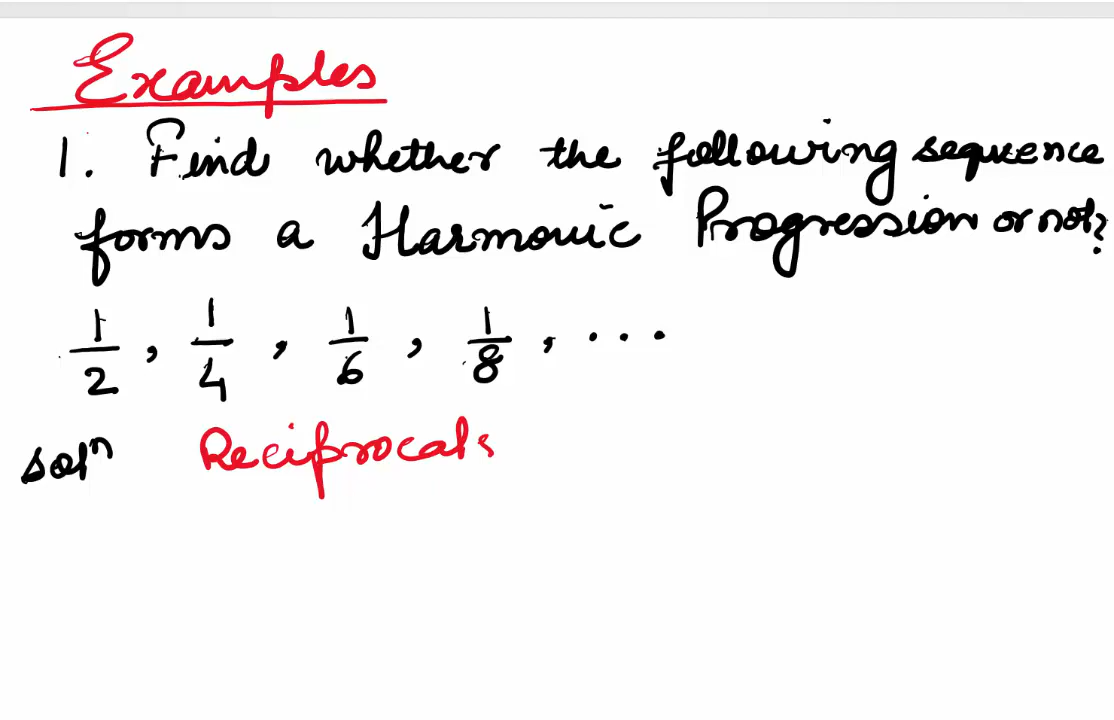 Examples
1. Find whether the following sequence
forms a Harmonic Progression or not?
1/2, 1/4, 1/6, 1/8, ...
solⁿ Reciprocals